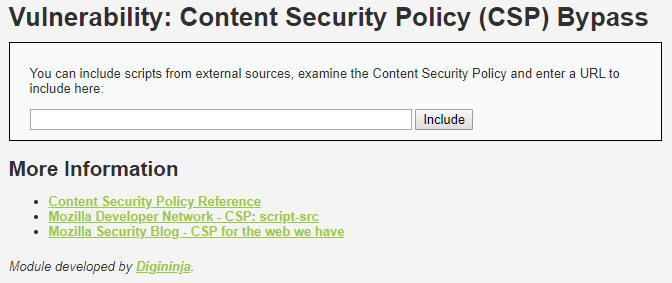 Vulnerability: Content Security Policy (CSP) Bypass
You can include scripts from external sources, examine the Content Security Policy and enter a URL to
include here:
Include
More Information
Content Security Policy Reference
Mozilla Developer Network - CSP: script-src
Mozilla Security Blog - CSP for the web we have
Module developed by Digininja.